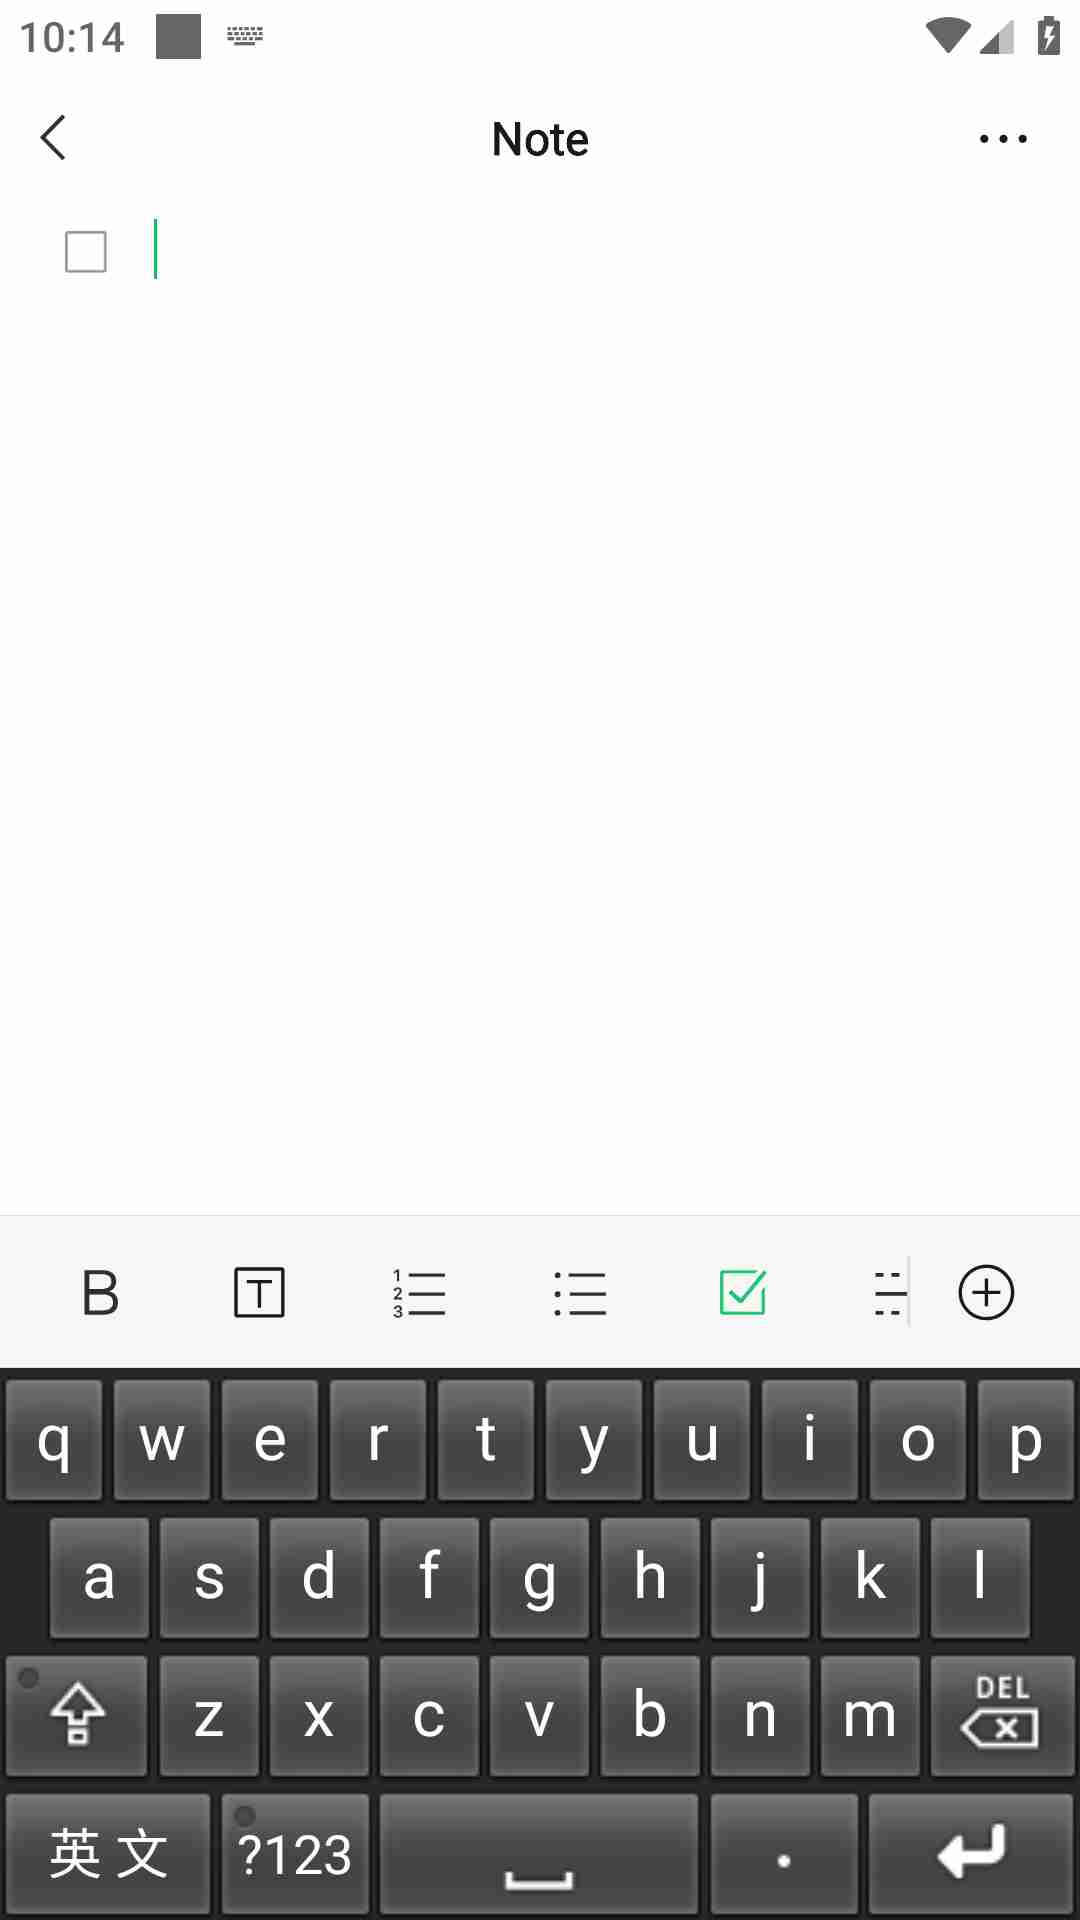 10:14
Note
B T 1 2 3
q w e r t y u i o p
a s d f g h j k l
z x c v b n m DEL
英文 ?123 .